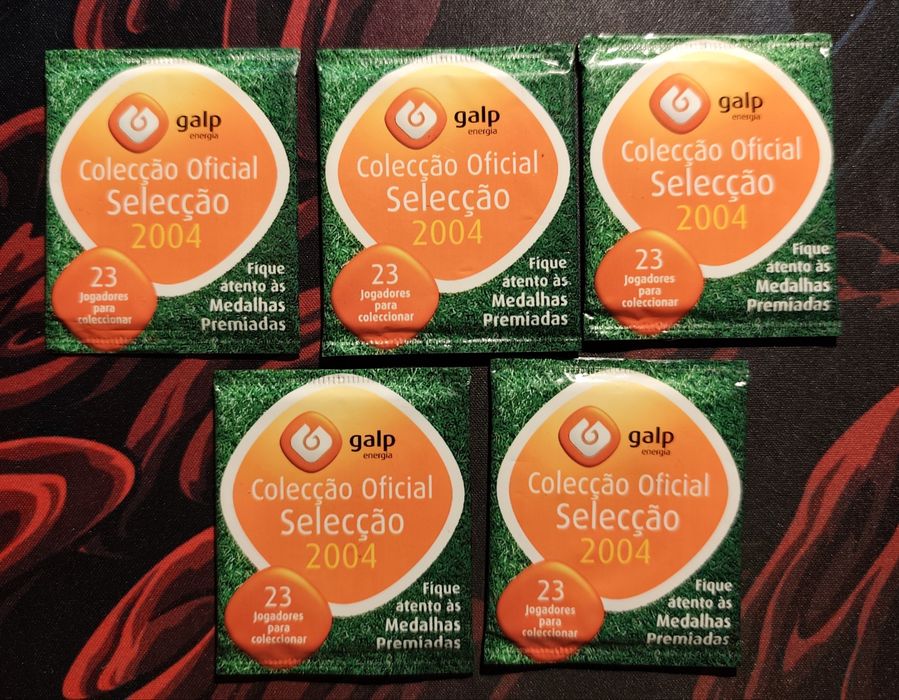 galp
energia
Colecção Oficial
Selecção
2004
23
Jogadores
para
coleccionar
Fique
atento às
Medalhas
Premiadas
galp
energia
Colecção Oficial
Selecção
2004
23
Jogadores
para
coleccionar
Fique
atento às
Medalhas
Premiadas
galp
energia
Colecção Oficial
Selecção
2004
23
Jogadores
para
coleccionar
Fique
atento às
Medalhas
Premiadas
galp
energia
Colecção Oficial
Selecção
2004
23
Jogadores
para
coleccionar
Fique
atento às
Medalhas
Premiadas
galp
energia
Colecção Oficial
Selecção
2004
23
Jogadores
para
coleccionar
Fique
atento às
Medalhas
Premiadas